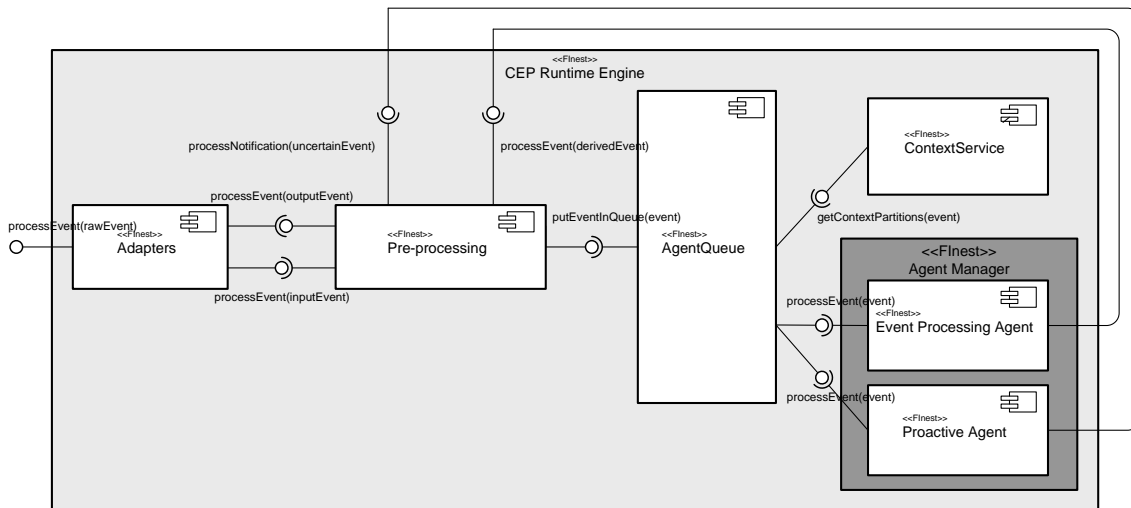 <<FInest>>
CEP Runtime Engine
processNotification(uncertainEvent)
processEvent(derivedEvent)
<<FInest>>
ContextService
processEvent(outputEvent)
processEvent(rawEvent)
<<FInest>>
Adapters
<<FInest>>
Pre-processing
putEventInQueue(event)
<<FInest>>
AgentQueue
getContextPartitions(event)
processEvent(inputEvent)
<<FInest>>
Agent Manager
processEvent(event)
<<FInest>>
Event Processing Agent
processEvent(event)
<<FInest>>
Proactive Agent